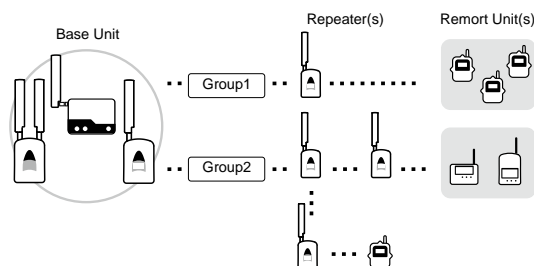 Repeater(s)
Remort Unit(s)
Base Unit
Group1
Group2